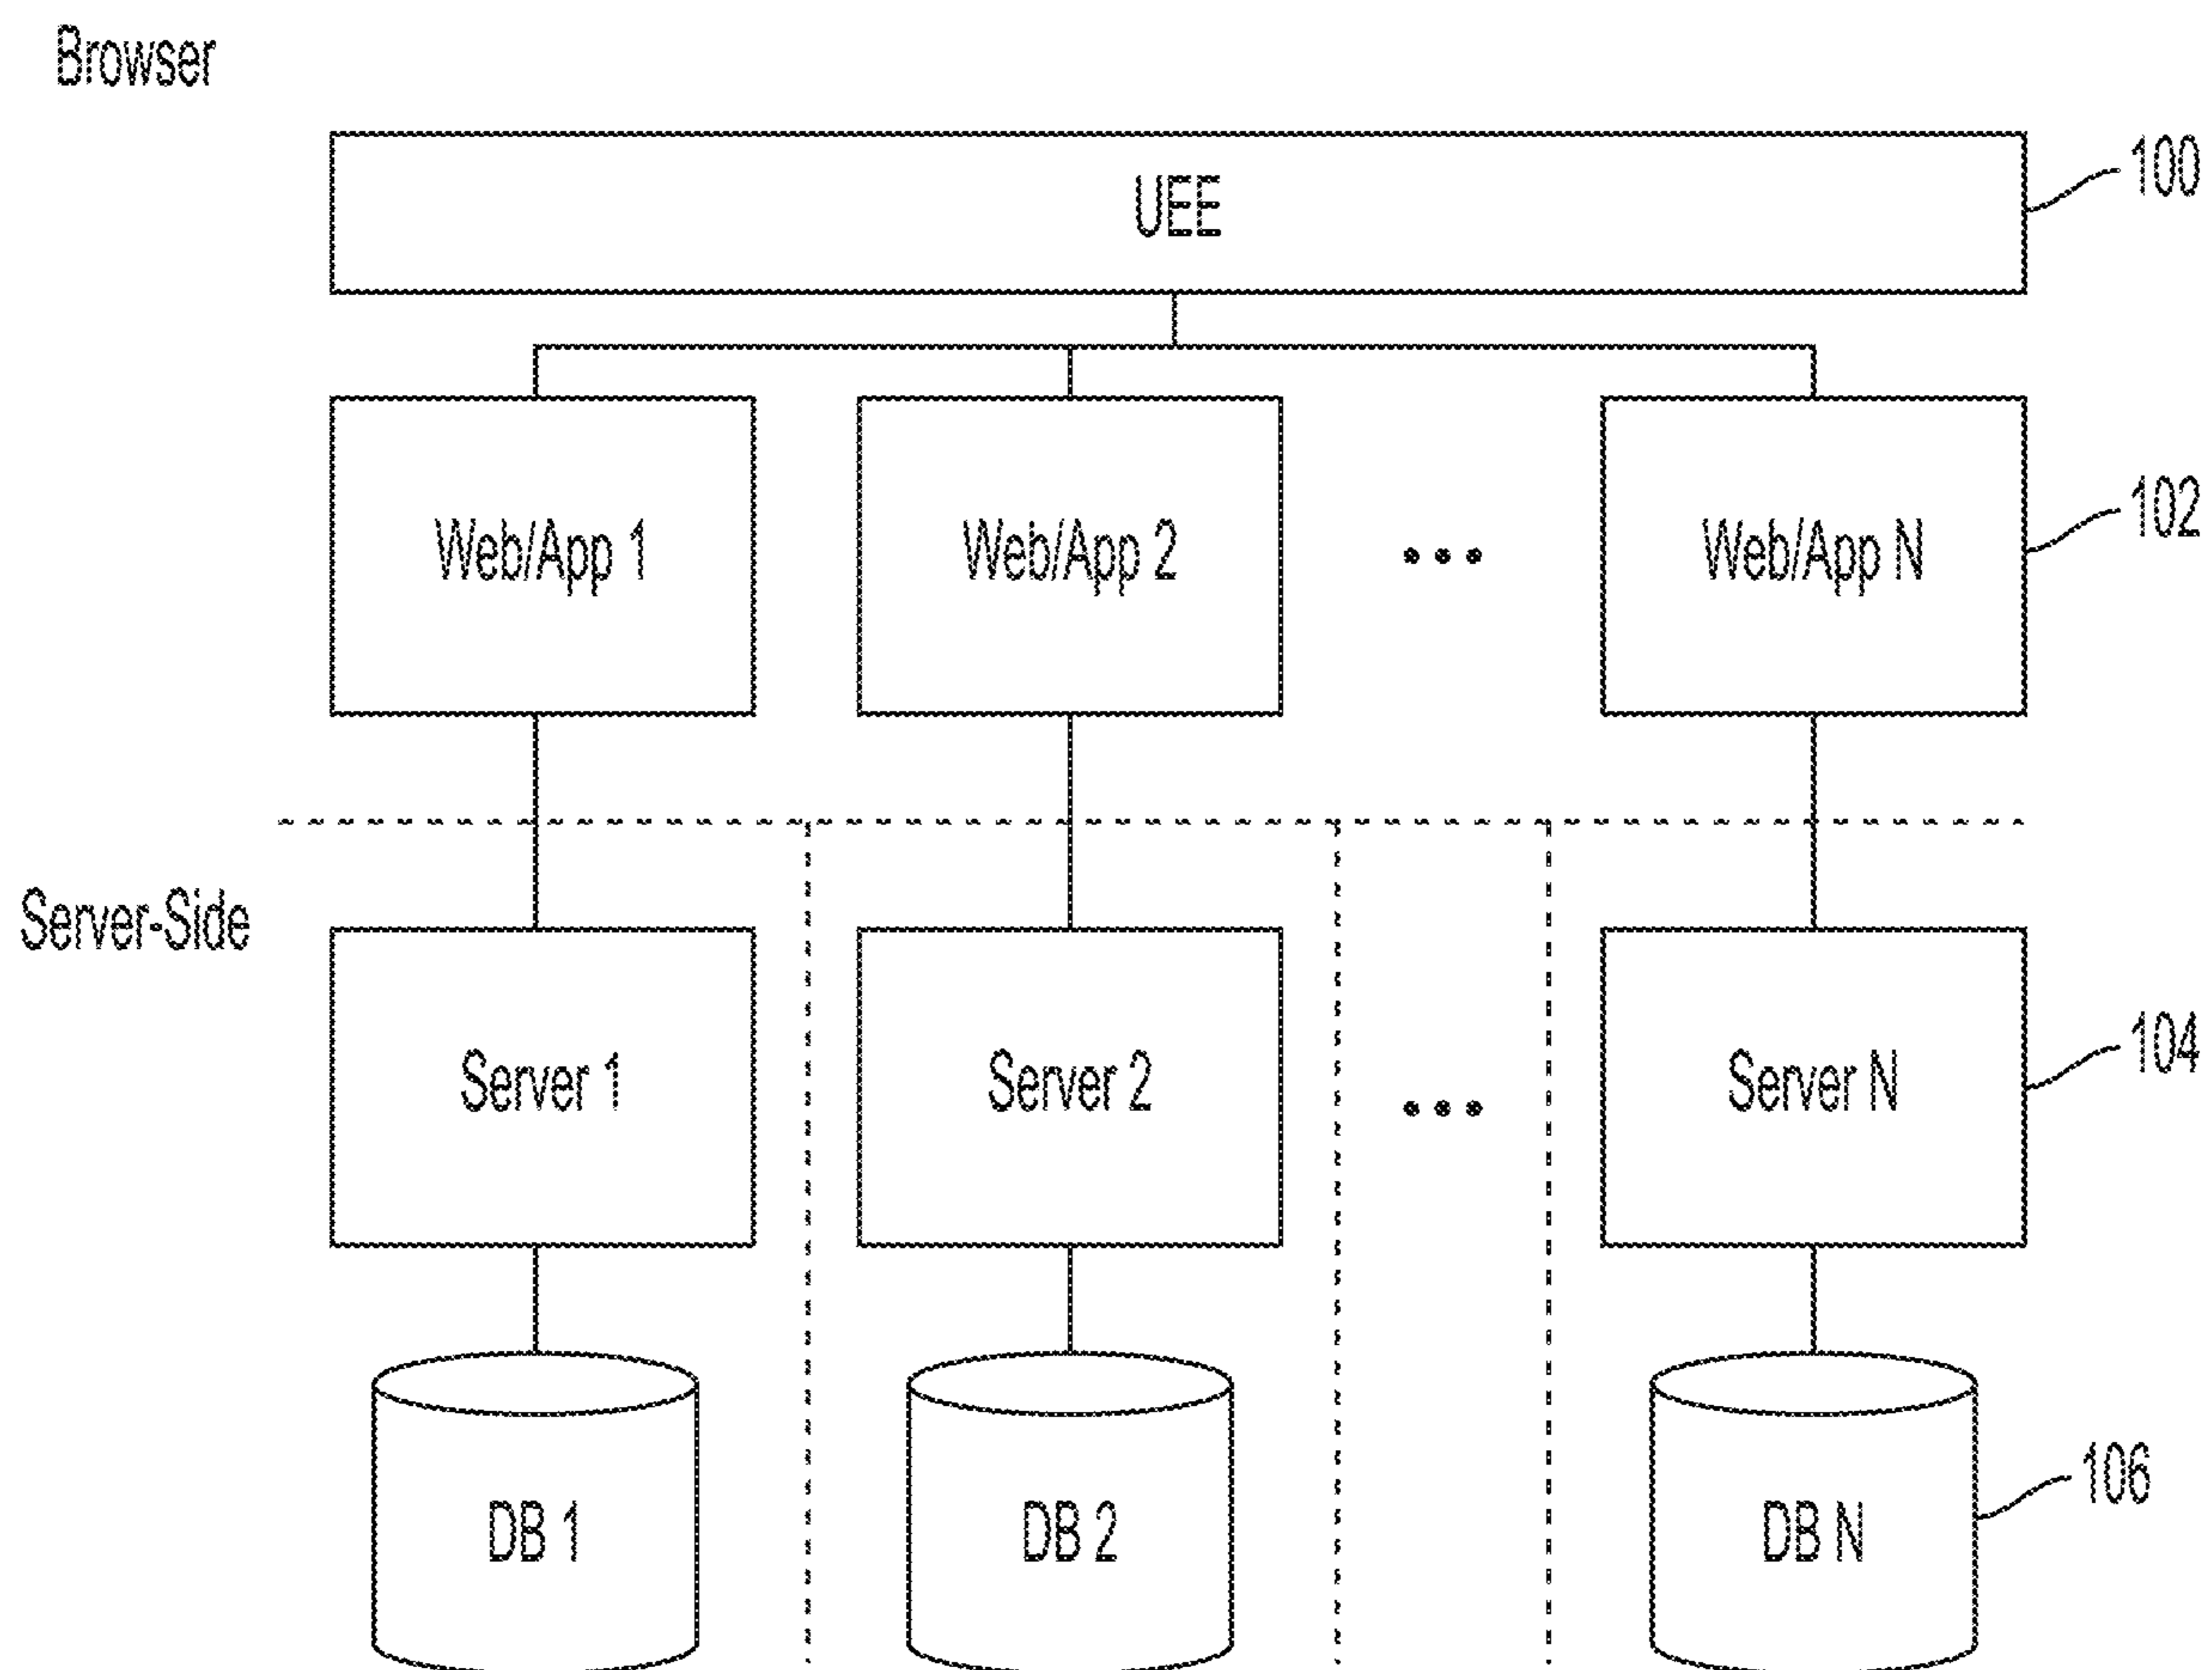 Browser
UEE
100
Web/App 1
Web/App 2
Web/App N
102
Server-Side
Server 1
Server 2
Server N
104
DB 1
DB 2
DB N
106